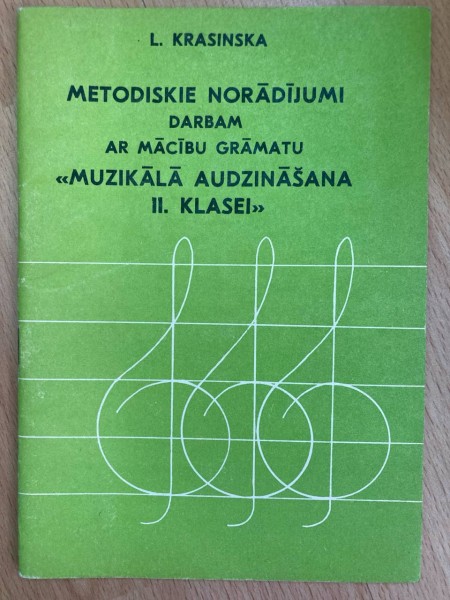 L. KRASINSKA
METODISKIE NORĀDĪJUMI
DARBAM
AR MĀCĪBU GRĀMATU
«MUZIKĀLĀ AUDZINĀŠANA
II. KLASEI»